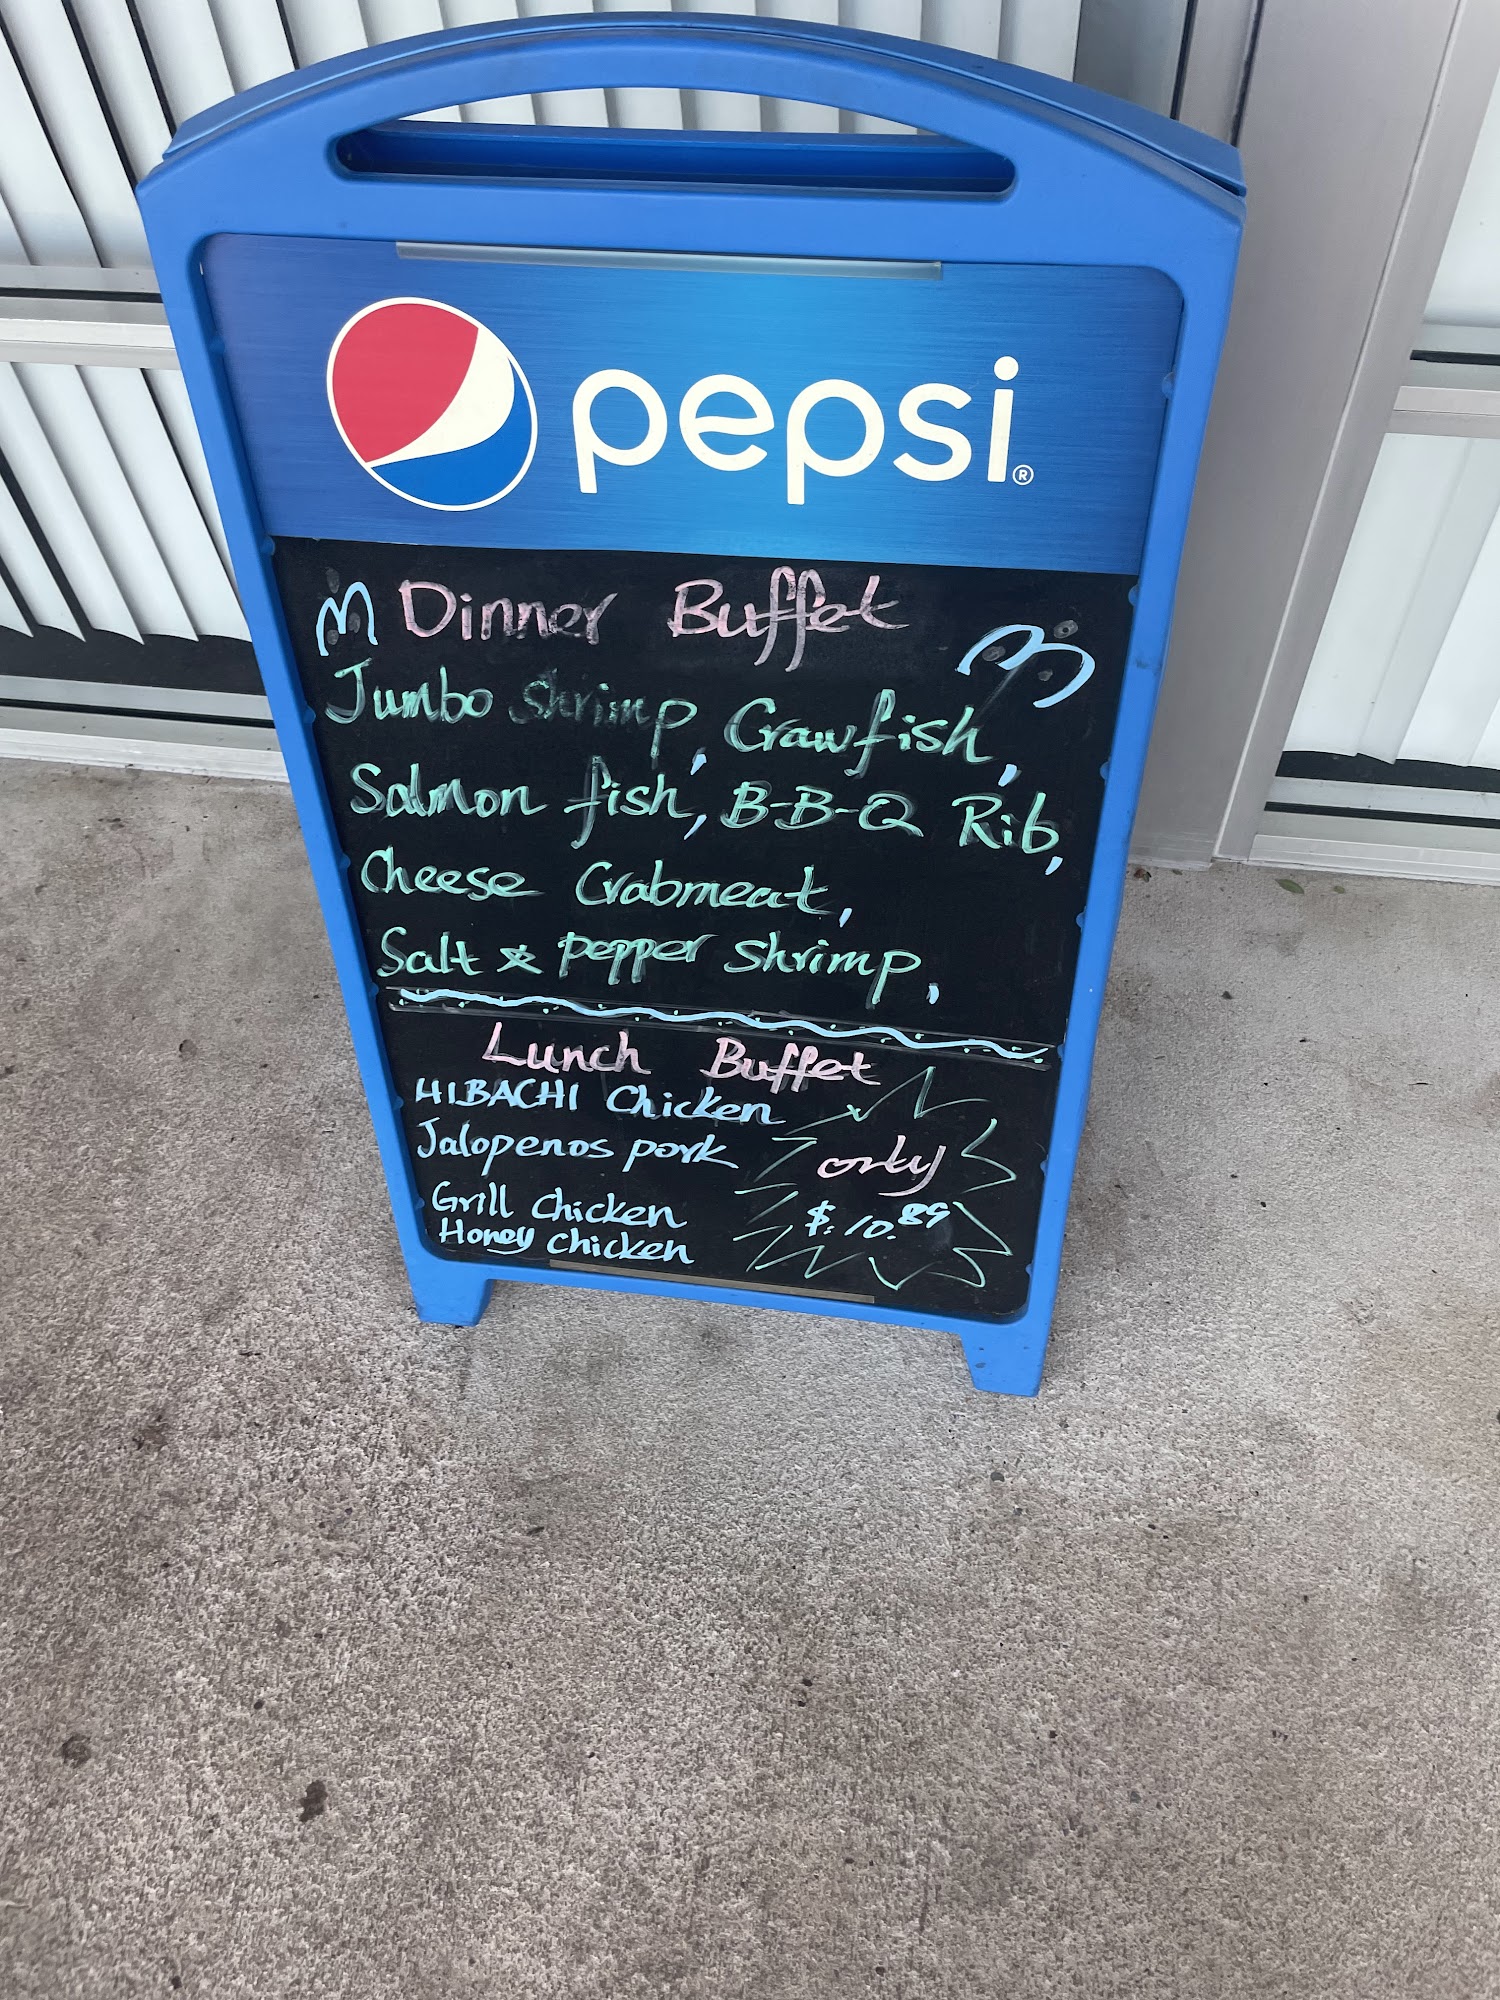 pepsi®
Dinner Buffet
Jumbo shrimp, Crawfish,
Salmon fish, B-B-Q Rib,
Cheese Crabmeat,
Salt & pepper shrimp,
Lunch Buffet
HIBACHI Chicken
Jalopenos pork
only
Grill chicken
$.10.89
Honey chicken